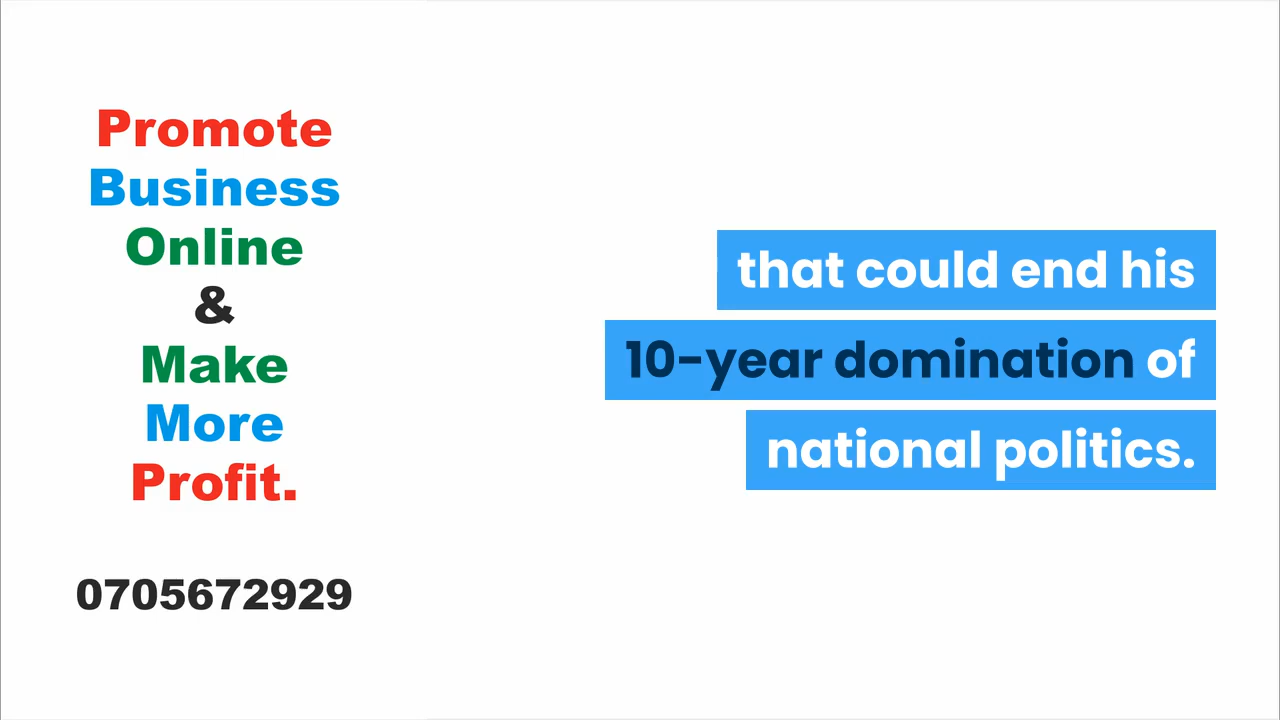 Promote
Business
Online
&
Make
More
Profit.
0705672929
that could end his
10-year domination of
national politics.